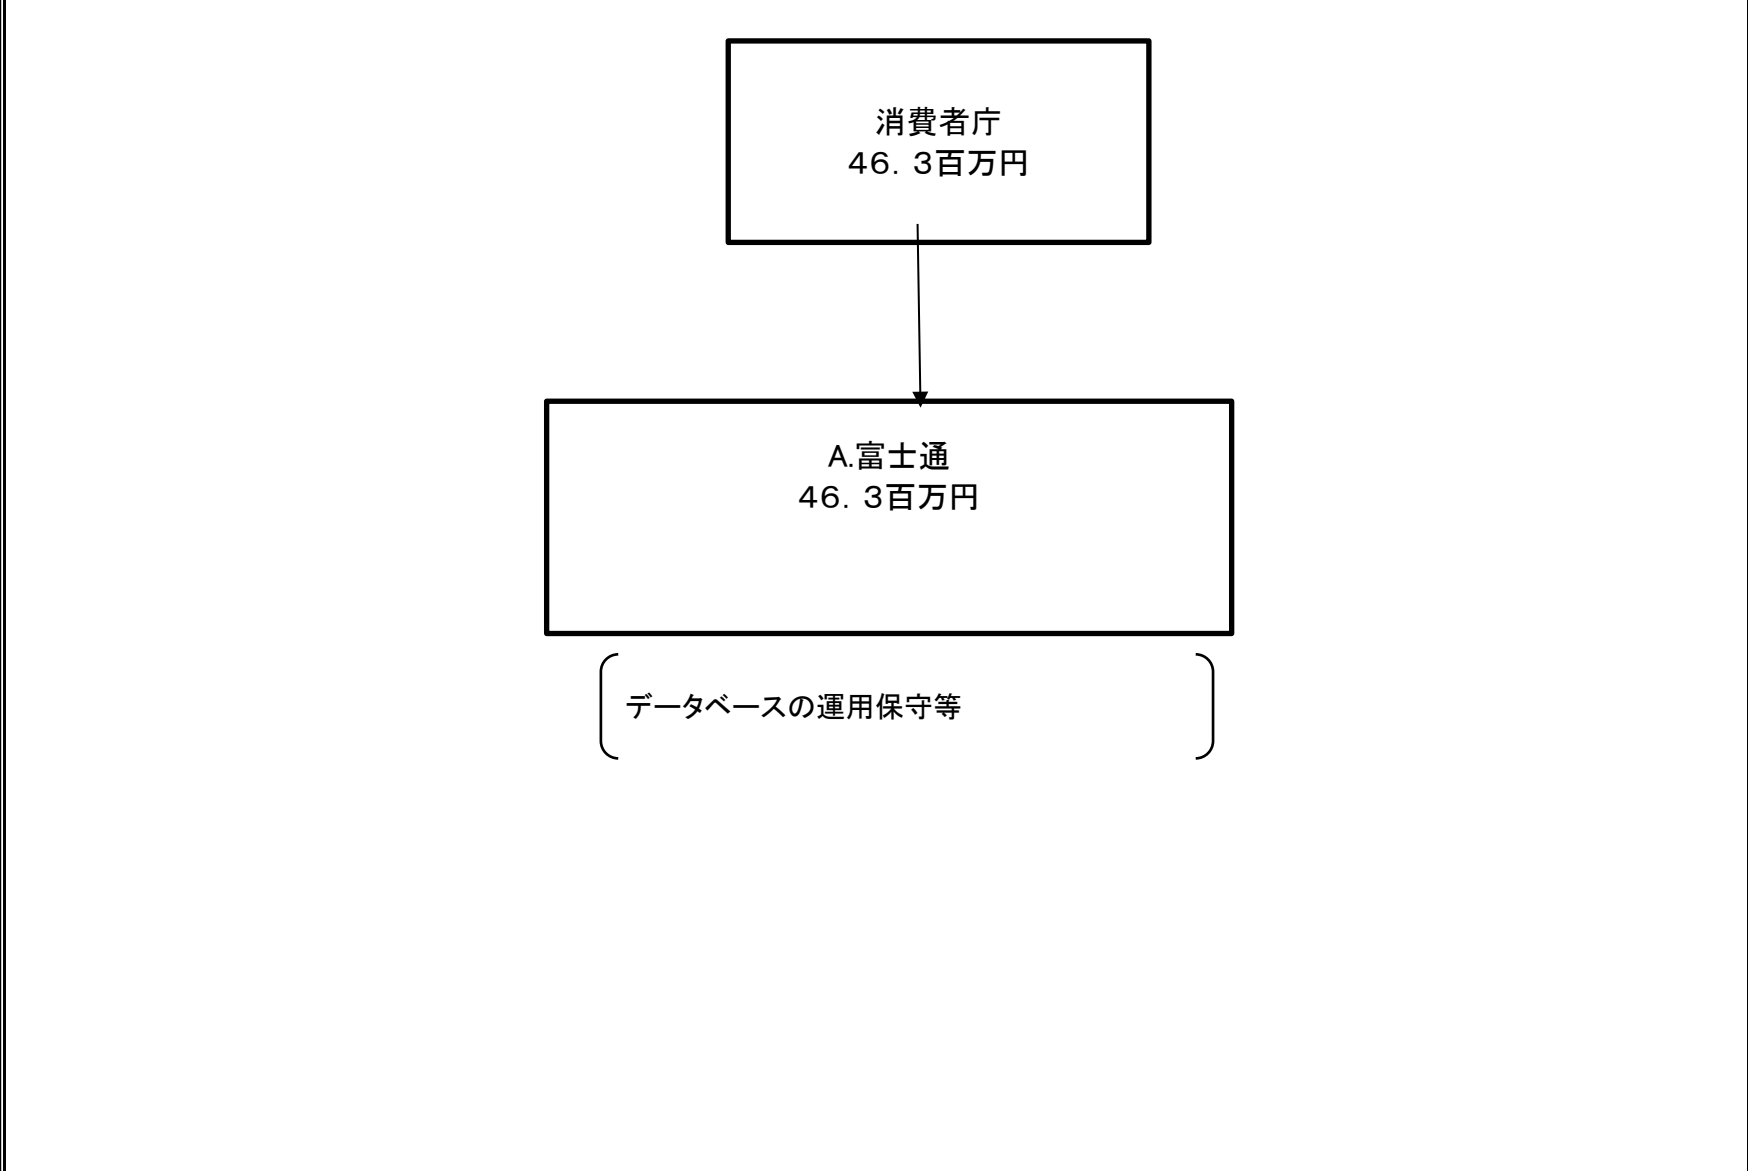 消費者庁
４６．３百万円
A.富士通
４６．３百万円
データベースの運用保守等